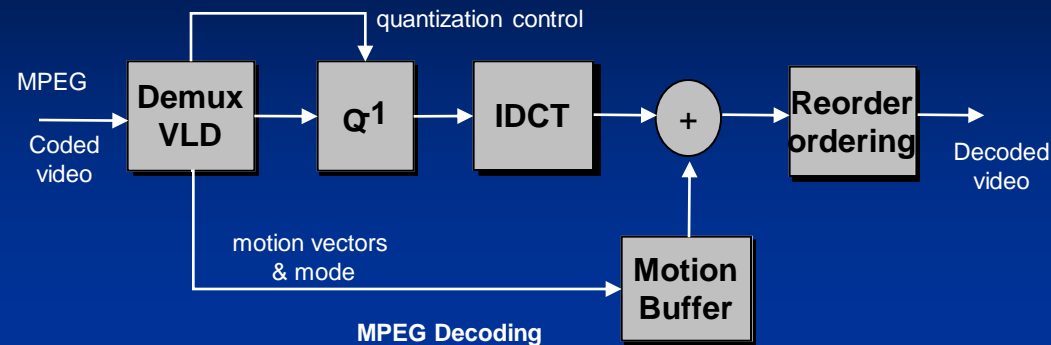 quantization control
MPEG
Coded
video
Demux
VLD
Q-1
IDCT
+
Reorder
ordering
Decoded
video
motion vectors
& mode
Motion
Buffer
MPEG Decoding